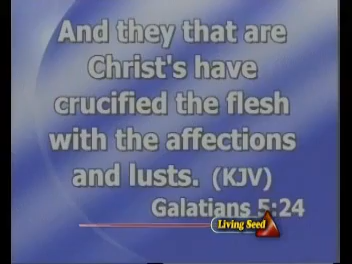 And they that are
Christ's have
crucified the flesh
with the affections
and lusts. (KJV)
Galatians 5:24
Living Seed